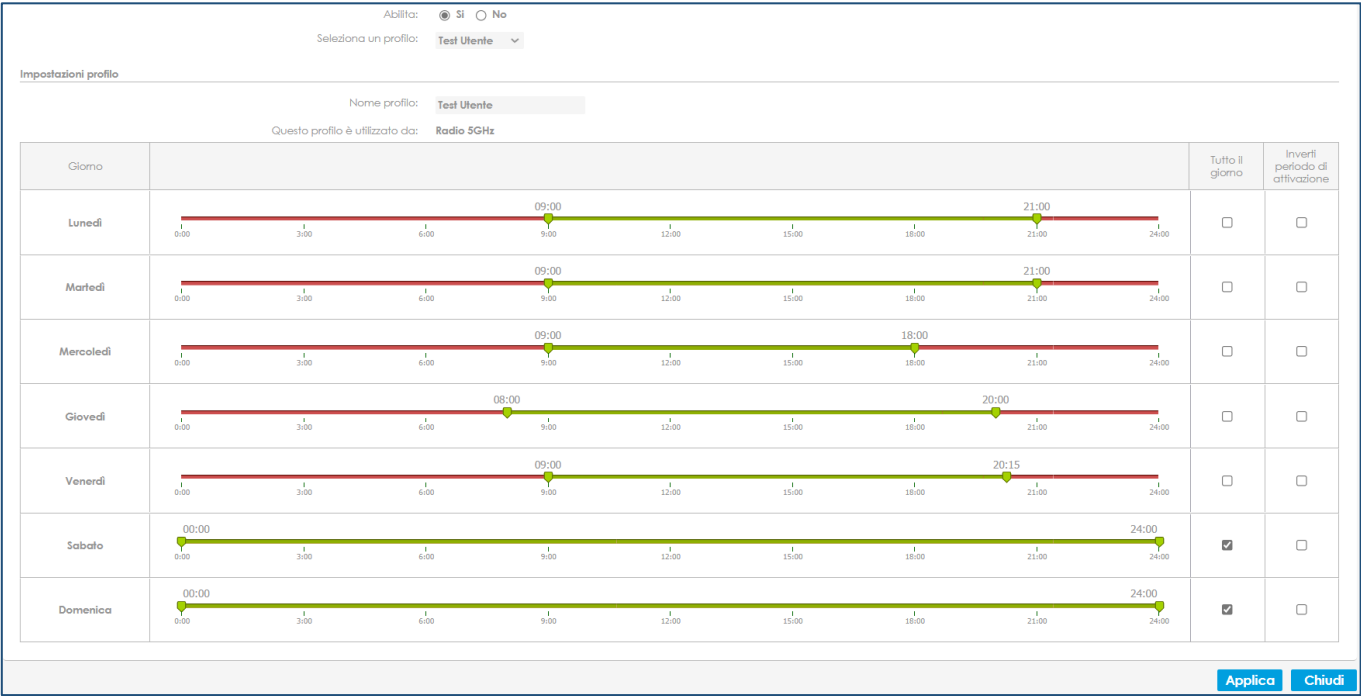 Abilita: Si No
Seleziona un profilo: Test Utente
Impostazioni profilo
Nome profilo: Test Utente
Questo profilo è utilizzato da: Radio 5GHz
Giorno Tutto il giorno Inverti periodo di attivazione
09:00 21:00
Lunedì
0:00 3:00 6:00 9:00 12:00 15:00 18:00 21:00 24:00
09:00 21:00
Martedì
0:00 3:00 6:00 9:00 12:00 15:00 18:00 21:00 24:00
09:00 18:00
Mercoledì
0:00 3:00 6:00 9:00 12:00 15:00 18:00 21:00 24:00
08:00 20:00
Giovedì
0:00 3:00 6:00 9:00 12:00 15:00 18:00 21:00 24:00
09:00 20:15
Venerdì
0:00 3:00 6:00 9:00 12:00 15:00 18:00 21:00 24:00
00:00 24:00
Sabato
0:00 3:00 6:00 9:00 12:00 15:00 18:00 21:00 24:00
00:00 24:00
Domenica
0:00 3:00 6:00 9:00 12:00 15:00 18:00 21:00 24:00
Applica Chiudi